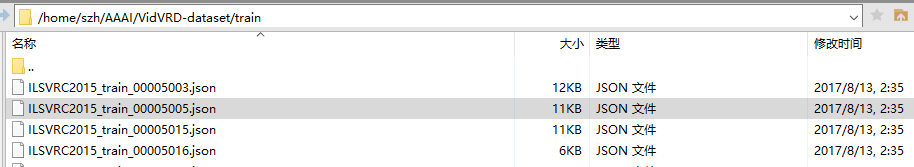 /home/szh/AAAI/VidVRD-dataset/train
名称 大小 类型 修改时间
..
ILSVRC2015_train_00005003.json 12KB JSON 文件 2017/8/13, 2:35
ILSVRC2015_train_00005005.json 11KB JSON 文件 2017/8/13, 2:35
ILSVRC2015_train_00005015.json 11KB JSON 文件 2017/8/13, 2:35
ILSVRC2015_train_00005016.json 6KB JSON 文件 2017/8/13, 2:35